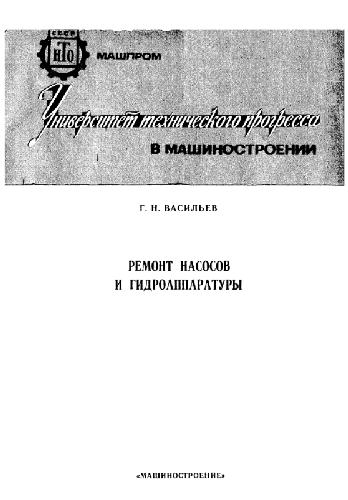 СССР
НТО
МАШПРОМ
Университет технического прогресса
В МАШИНОСТРОЕНИИ
Г. Н. ВАСИЛЬЕВ
РЕМОНТ НАСОСОВ
И ГИДРОАППАРАТУРЫ
«МАШИНОСТРОЕНИЕ»